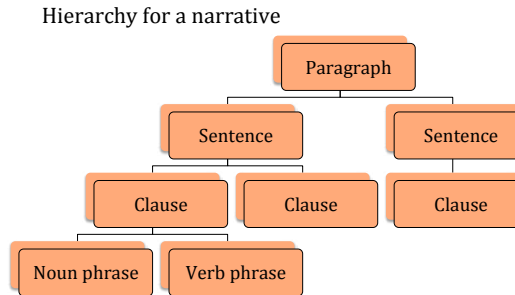 Hierarchy for a narrative
Paragraph
Sentence Sentence
Clause Clause Clause
Noun phrase Verb phrase